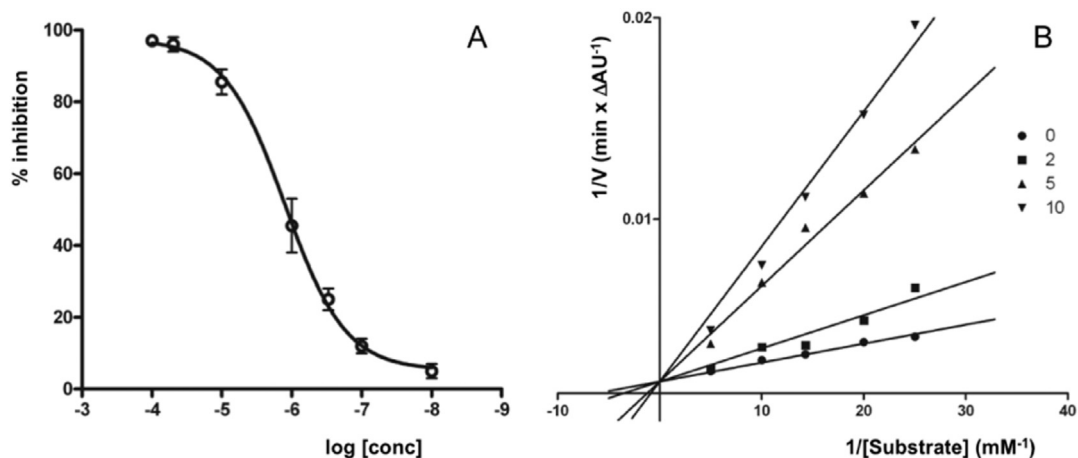 A
% inhibition
100
80
60
40
20
0
-3 -4 -5 -6 -7 -8 -9
log [conc]
B
1/V (min x ΔAU⁻¹)
0.02
0.01
0
2
5
10
-10 10 20 30 40
1/[Substrate] (mM⁻¹)